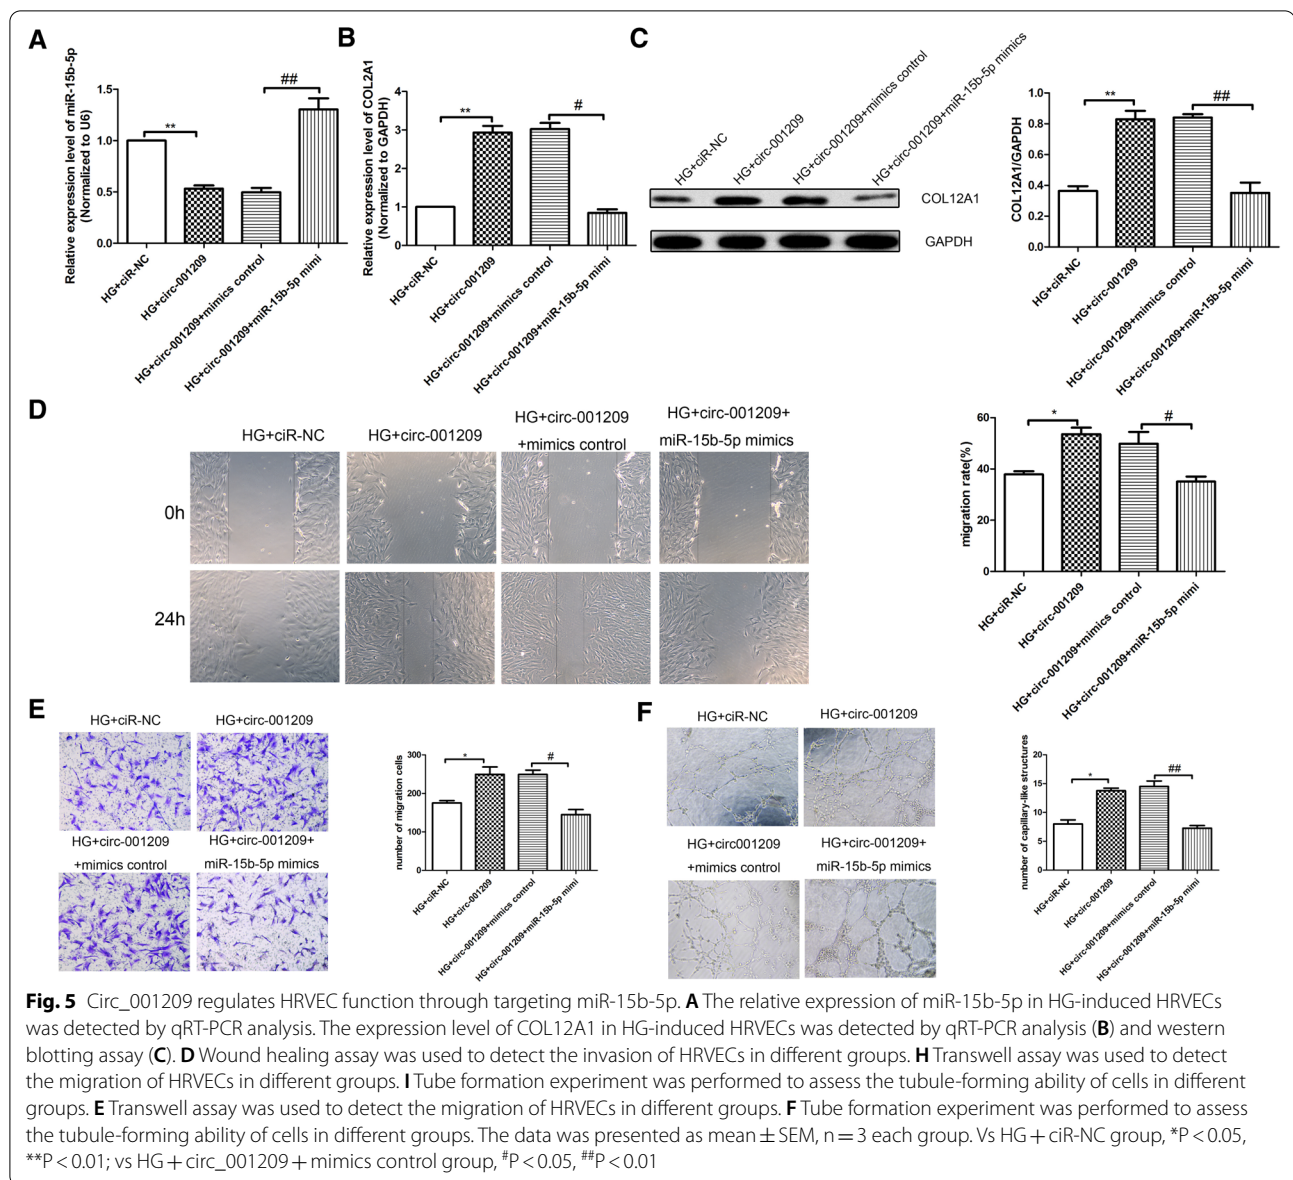 A
Relative expression level of miR-15b-5p
(Normalized to U6)
1.5
1.0
0.5
0.0
**
##
HG+ciR-NC
HG+circ-001209
HG+circ-001209+mimics control
HG+circ-001209+miR-15b-5p mimi
B
Relative expression level of COL2A1
(Normalized to GAPDH)
4
3
2
1
0
**
#
HG+ciR-NC
HG+circ-001209
HG+circ-001209+mimics control
HG+circ-001209+miR-15b-5p mimi
C
HG+ciR-NC
HG+circ-001209
HG+circ-001209+mimics control
HG+circ-001209+miR-15b-5p mimics
COL12A1
GAPDH
COL12A1/GAPDH
1.0
0.8
0.6
0.4
0.2
0.0
**
##
HG+ciR-NC
HG+circ-001209
HG+circ-001209+mimics control
HG+circ-001209+miR-15b-5p mimi
D
HG+ciR-NC
HG+circ-001209
HG+circ-001209
+mimics control
HG+circ-001209+
miR-15b-5p mimics
0h
24h
migration rate(%)
60
40
20
0
*
#
HG+ciR-NC
HG+circ-001209
HG+circ-001209+mimics control
HG+circ-001209+miR-15b-5p mimi
E
HG+ciR-NC
HG+circ-001209
HG+circ-001209
+mimics control
HG+circ-001209+
miR-15b-5p mimics
number of migration cells
300
200
100
0
*
#
HG+ciR-NC
HG+circ-001209
HG+circ-001209+mimics control
HG+circ-001209+miR-15b-5p mimi
F
HG+ciR-NC
HG+circ-001209
HG+circ001209
+mimics control
HG+circ-001209+
miR-15b-5p mimics
number of capillary-like structures
20
15
10
5
0
*
##
HG+ciR-NC
HG+circ-001209
HG+circ-001209+mimics control
HG+circ-001209+miR-15b-5p mimi
Fig. 5 Circ_001209 regulates HRVEC function through targeting miR-15b-5p. A The relative expression of miR-15b-5p in HG-induced HRVECs
was detected by qRT-PCR analysis. The expression level of COL12A1 in HG-induced HRVECs was detected by qRT-PCR analysis (B) and western
blotting assay (C). D Wound healing assay was used to detect the invasion of HRVECs in different groups. H Transwell assay was used to detect
the migration of HRVECs in different groups. I Tube formation experiment was performed to assess the tubule-forming ability of cells in different
groups. E Transwell assay was used to detect the migration of HRVECs in different groups. F Tube formation experiment was performed to assess
the tubule-forming ability of cells in different groups. The data was presented as mean ± SEM, n = 3 each group. Vs HG + ciR-NC group, *P < 0.05,
**P < 0.01; vs HG + circ_001209 + mimics control group, #P < 0.05, ##P < 0.01